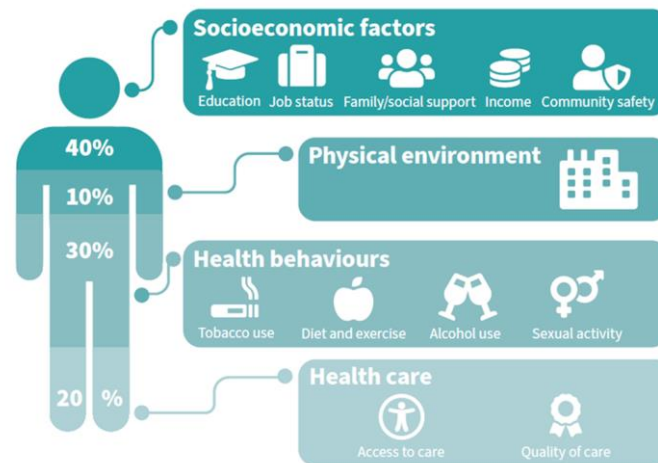 Socioeconomic factors
Education Job status Family/social support Income Community safety
40%
Physical environment
10%
30%
Health behaviours
Tobacco use Diet and exercise Alcohol use Sexual activity
Health care
20 %
Access to care Quality of care